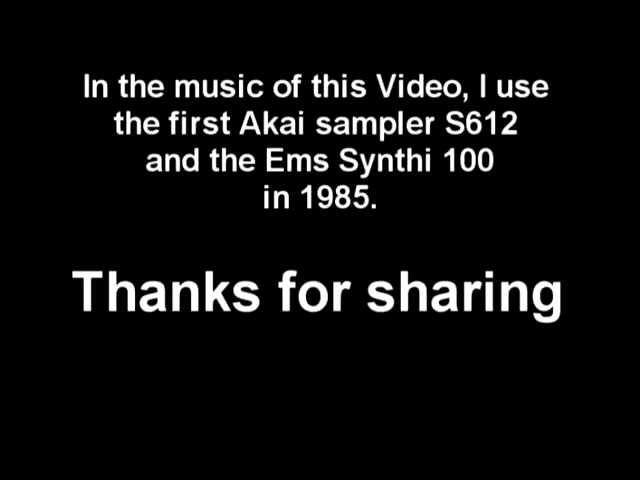 In the music of this Video, I use
the first Akai sampler S612
and the Ems Synthi 100
in 1985.
Thanks for sharing